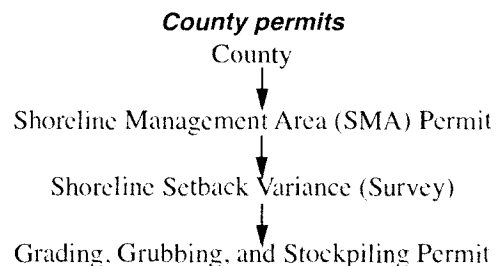 County permits
County
Shoreline Management Area (SMA) Permit
Shoreline Setback Variance (Survey)
Grading, Grubbing, and Stockpiling Permit